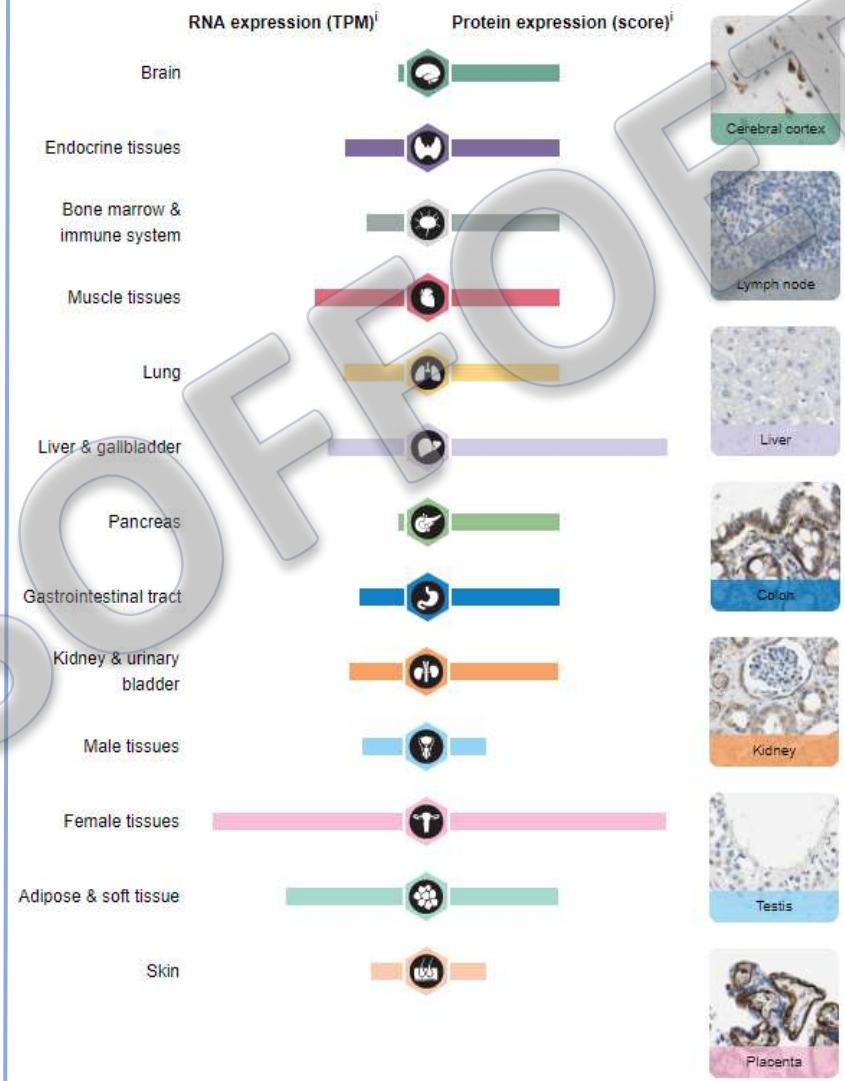 RNA expression (TPM)i
Protein expression (score)i
Brain
Endocrine tissues
Bone marrow &
immune system
Muscle tissues
Lung
Liver & gallbladder
Pancreas
Gastrointestinal tract
Kidney & urinary
bladder
Male tissues
Female tissues
Adipose & soft tissue
Skin
Cerebral cortex
Lymph node
Liver
Colon
Kidney
Testis
Placenta